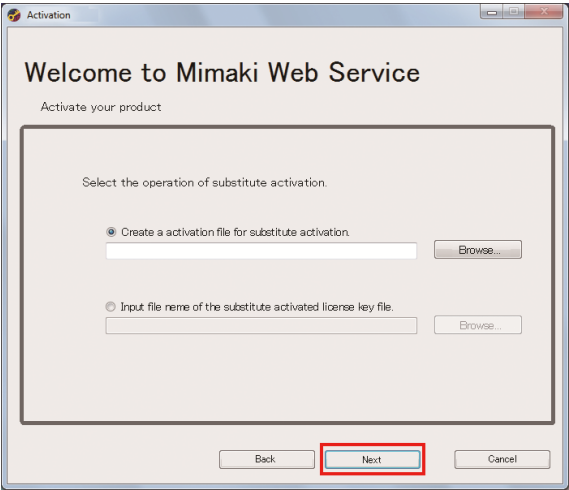 Activation
Welcome to Mimaki Web Service
Activate your product
Select the operation of substitute activation.
Create a activation file for substitute activation.
Browse...
Input file neme of the substitute activated license key file.
Browse...
Back
Next
Cancel